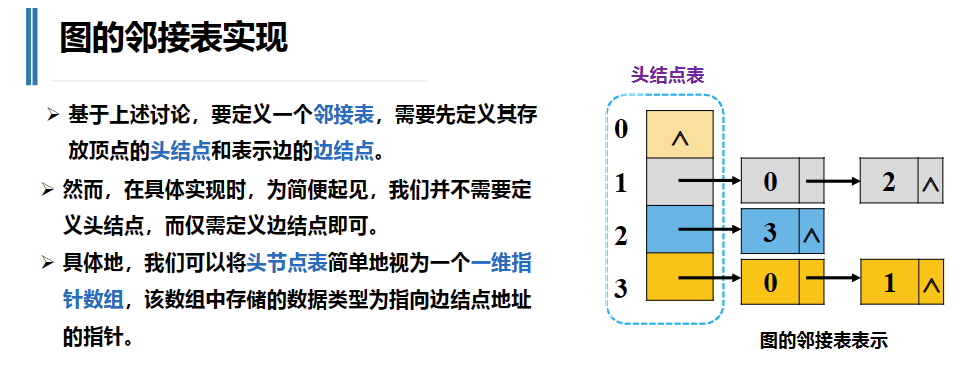 图的邻接表实现
➢ 基于上述讨论，要定义一个邻接表，需要先定义其存
放顶点的头结点和表示边的边结点。
➢ 然而，在具体实现时，为简便起见，我们并不需要定
义头结点，而仅需定义边结点即可。
➢ 具体地，我们可以将头节点表简单地视为一个一维指
针数组，该数组中存储的数据类型为指向边结点地址
的指针。
头结点表
0 ∧
1 0 2 ∧
2 3 ∧
3 0 1 ∧
图的邻接表表示